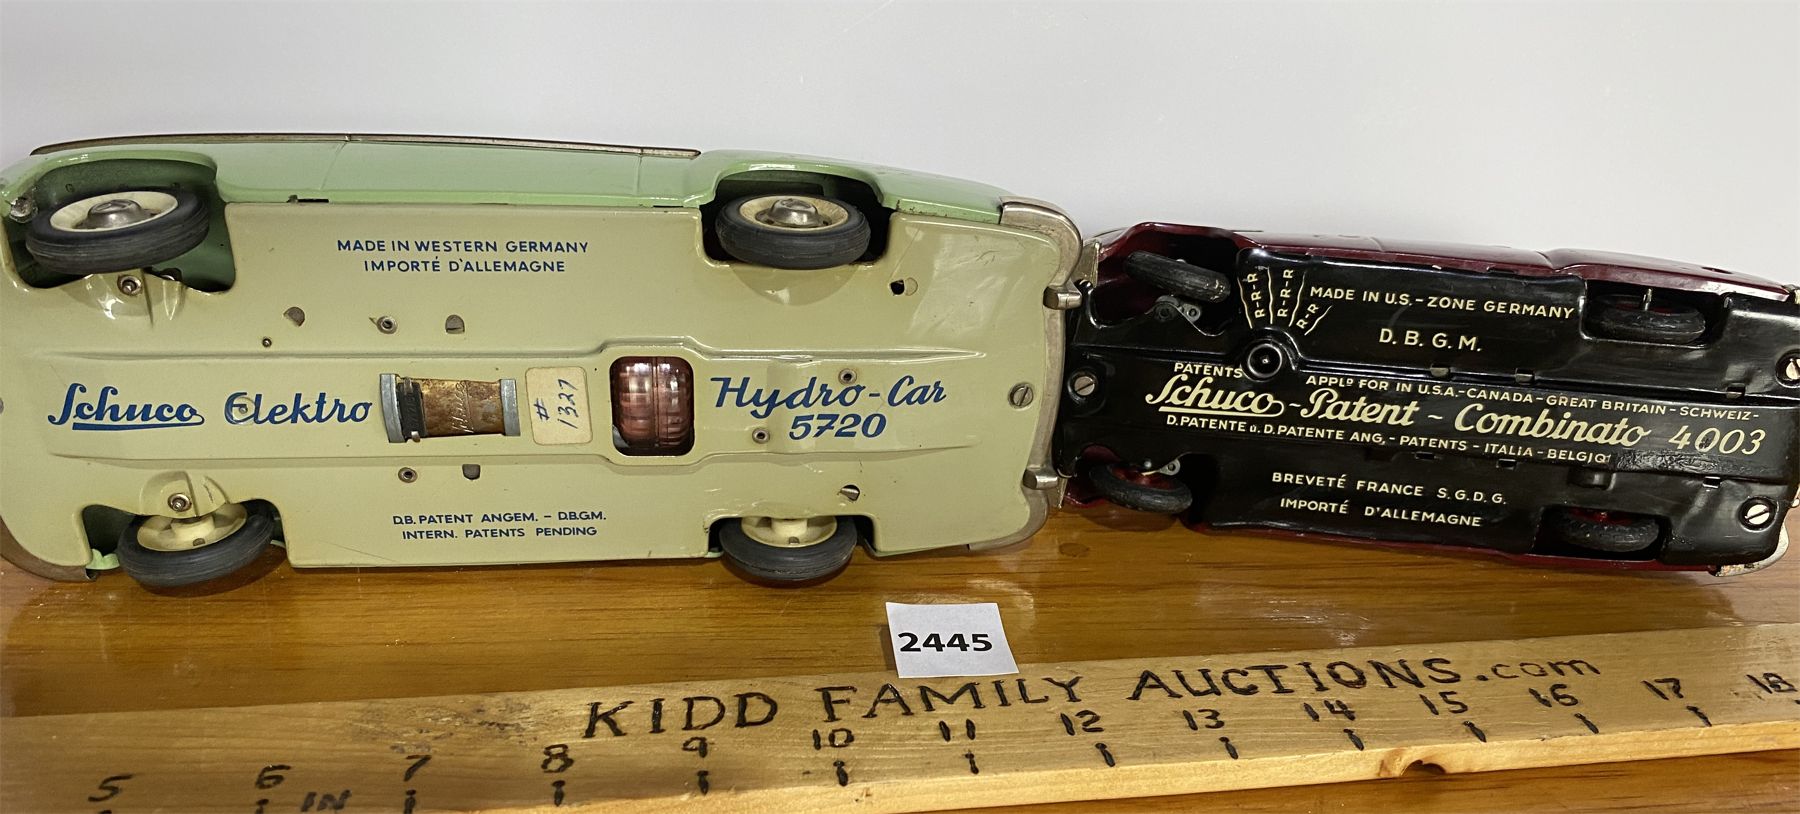 MADE IN WESTERN GERMANY
IMPORTÉ D'ALLEMAGNE
Schuco Elektro
# 1327
Hydro-Car
5720
D.B. PATENT ANGEM. - D.B.G.M.
INTERN. PATENTS PENDING
R-R-R
R-R-R
R-R
MADE IN U.S.-ZONE GERMANY
D.B.G.M.
PATENTS APPLD FOR IN U.S.A.-CANADA-GREAT BRITAIN-SCHWEIZ-
Schuco-Patent-Combinato 4003
D.PATENTE u. D.PATENTE ANG.-PATENTS-ITALIA-BELGIQ
BREVETÉ FRANCE S.G.D.G.
IMPORTÉ D'ALLEMAGNE
2445
KIDD FAMILY AUCTIONS.com
5 6 7 8 9 10 11 12 13 14 15 16 17 18
IN